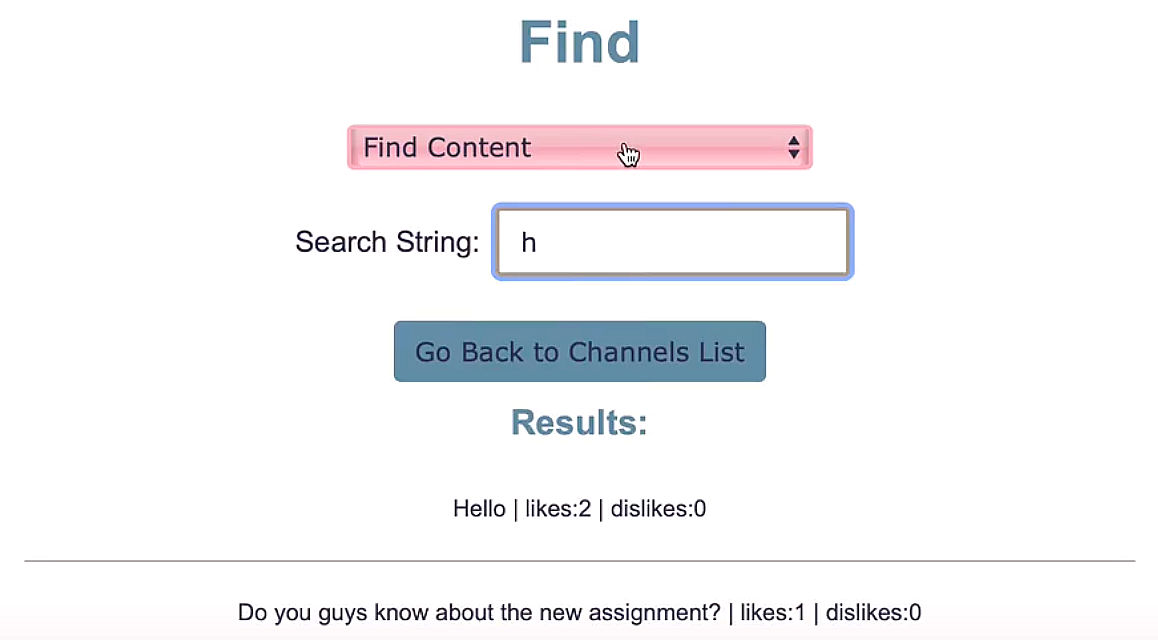 Find
Find Content
Search String: h
Go Back to Channels List
Results:
Hello | likes:2 | dislikes:0
Do you guys know about the new assignment? | likes:1 | dislikes:0